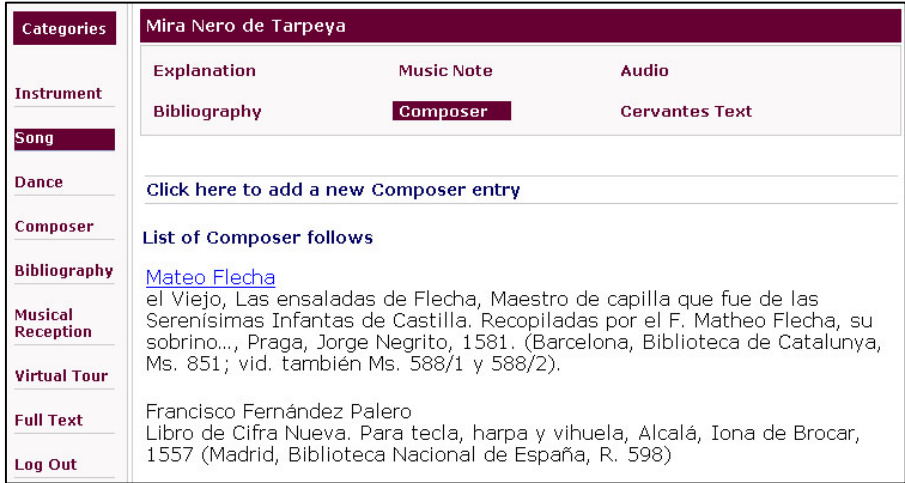 Categories
Instrument
Song
Dance
Composer
Bibliography
Musical
Reception
Virtual Tour
Full Text
Log Out
Mira Nero de Tarpeya
Explanation Music Note Audio
Bibliography Composer Cervantes Text
Click here to add a new Composer entry
List of Composer follows
Mateo Flecha
el Viejo, Las ensaladas de Flecha, Maestro de capilla que fue de las
Serenísimas Infantas de Castilla. Recopiladas por el F. Matheo Flecha, su
sobrino..., Praga, Jorge Negrito, 1581. (Barcelona, Biblioteca de Catalunya,
Ms. 851; vid. también Ms. 588/1 y 588/2).
Francisco Fernández Palero
Libro de Cifra Nueva. Para tecla, harpa y vihuela, Alcalá, Iona de Brocar,
1557 (Madrid, Biblioteca Nacional de España, R. 598)